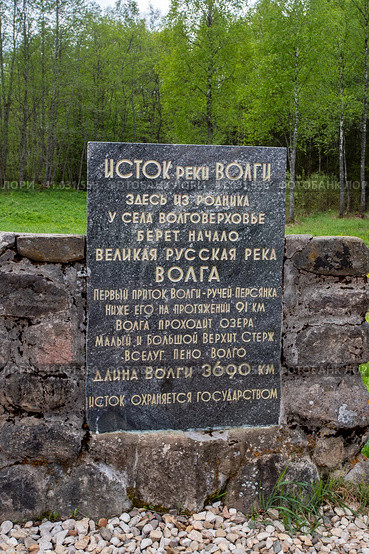 ИСТОК РЕКИ ВОЛГИ
ЗДЕСЬ ИЗ РОДНИКА
У СЕЛА ВОЛГОВЕРХОВЬЕ
БЕРЕТ НАЧАЛО
ВЕЛИКАЯ РУССКАЯ РЕКА
ВОЛГА
ПЕРВЫЙ ПРИТОК ВОЛГИ-РУЧЕЙ ПЕРСЯНКА
НИЖЕ ЕГО НА ПРОТЯЖЕНИИ 91 КМ
ВОЛГА ПРОХОДИТ ОЗЕРА
МАЛЫЙ И БОЛЬШОЙ ВЕРХИТ, СТЕРЖ,
-ВСЕЛУГ, ПЕНО, ВОЛГО
ДЛИНА ВОЛГИ 3690 КМ
ИСТОК ОХРАНЯЕТСЯ ГОСУДАРСТВОМ